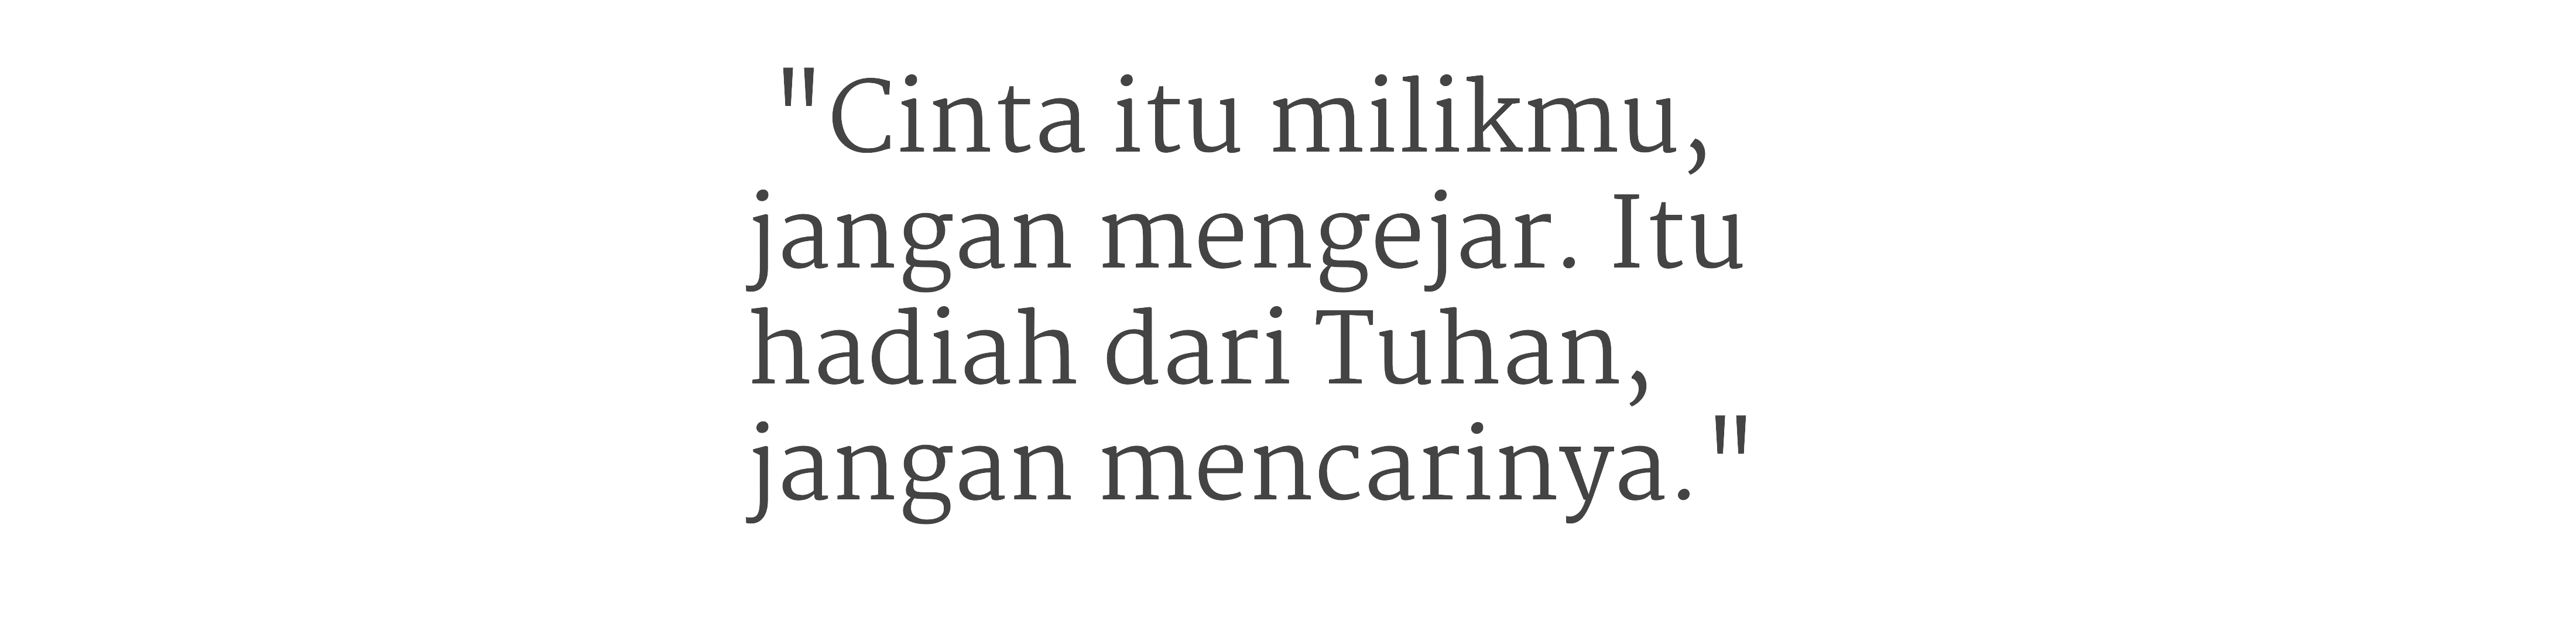 "Cinta itu milikmu,
jangan mengejar. Itu
hadiah dari Tuhan,
jangan mencarinya."